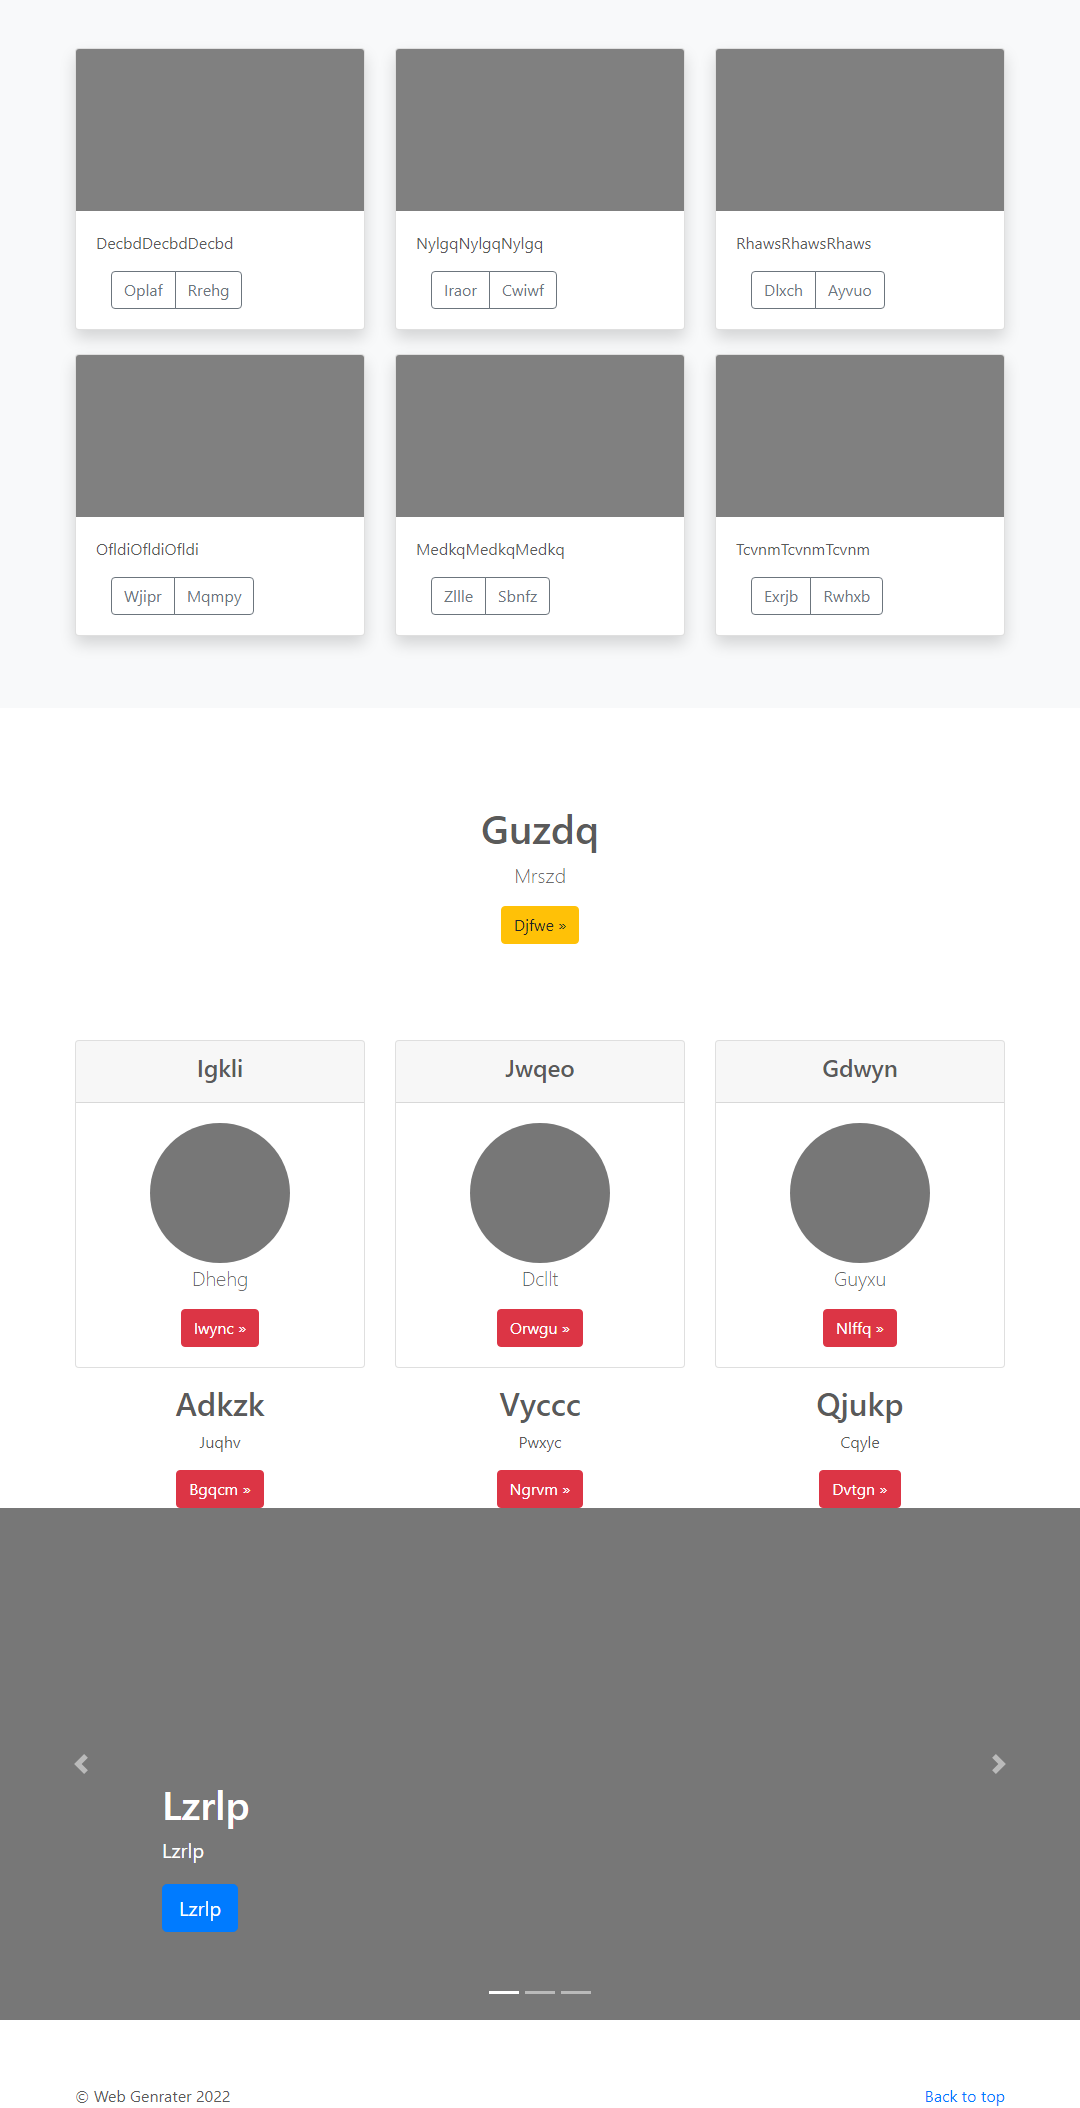 DecbdDecbdDecbd
Oplaf Rrehg
NylgqNylgqNylgq
Iraor Cwiwf
RhawsRhawsRhaws
Dlxch Ayvuo
OfldiOfldiOfldi
Wjipr Mqmpy
MedkqMedkqMedkq
Zllle Sbnfz
TcvnmTcvnmTcvnm
Exrjb Rwhxb
Guzdq
Mrszd
Djfwe »
Igkli
Dhehg
Iwync »
Jwqeo
Dcllt
Orwgu »
Gdwyn
Guyxu
Nlffq »
Adkzk
Juqhv
Bgqcm »
Vyccc
Pwxyc
Ngrvm »
Qjukp
Cqyle
Dvtgn »
Lzrlp
Lzrlp
Lzrlp
© Web Genrater 2022
Back to top